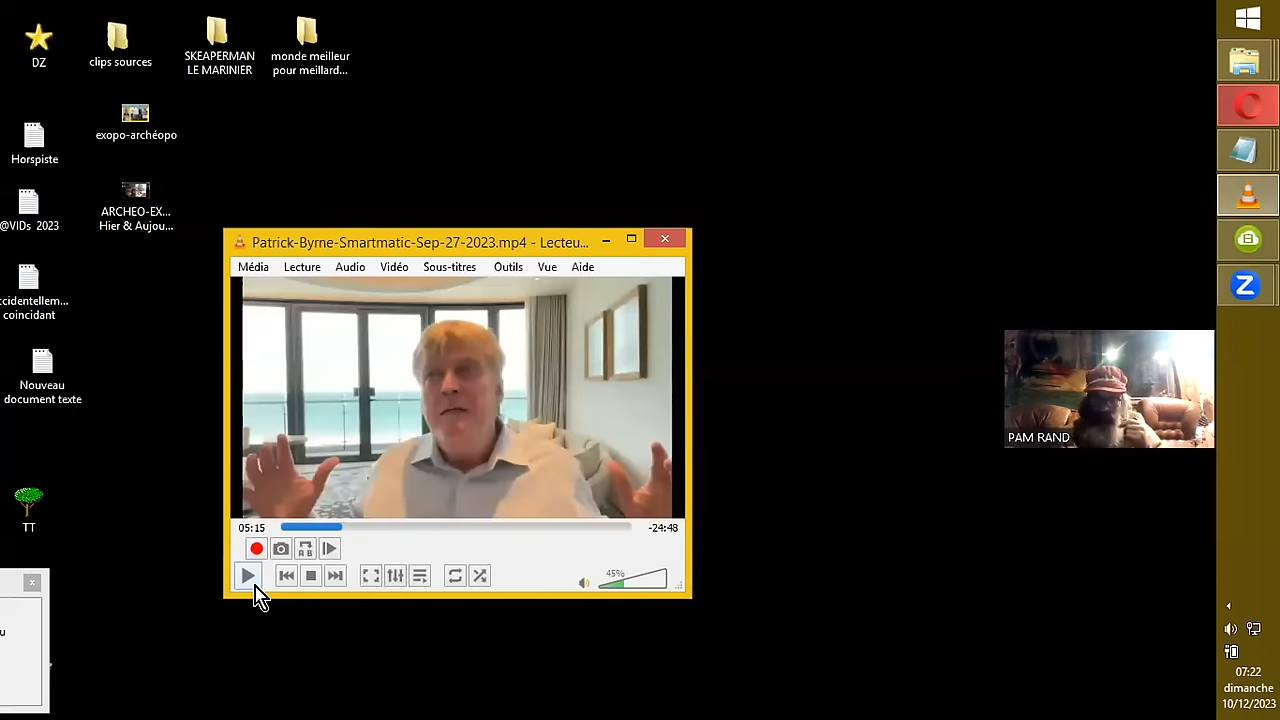 DZ
clips sources
SKEAPERMAN
LE MARINIER
monde meilleur
pour meillard...
exopo-archéopo
Horspiste
ARCHEO-EX...
Hier & Aujou...
@VIDs 2023
ccidentellem...
coincidant
Nouveau
document texte
TT
u
Patrick-Byrne-Smartmatic-Sep-27-2023.mp4 - Lecteu...
Média Lecture Audio Vidéo Sous-titres Outils Vue Aide
05:15
-24:48
A B
45%
PAM RAND
Z
07:22
dimanche
10/12/2023